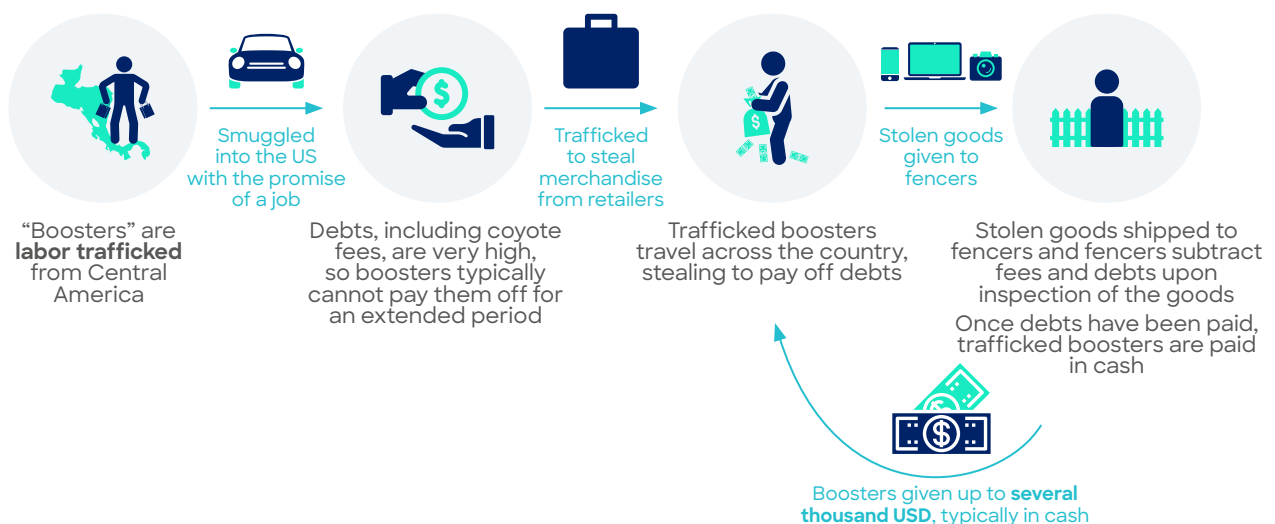 Smuggled
into the US
with the promise
of a job
Trafficked
to steal
merchandise
from retailers
Stolen goods
given to
fencers
“Boosters” are
labor trafficked
from Central
America
Debts, including coyote
fees, are very high,
so boosters typically
cannot pay them off for
an extended period
Trafficked boosters
travel across the country,
stealing to pay off debts
Stolen goods shipped to
fencers and fencers subtract
fees and debts upon
inspection of the goods
Once debts have been paid,
trafficked boosters are paid
in cash
Boosters given up to several
thousand USD, typically in cash